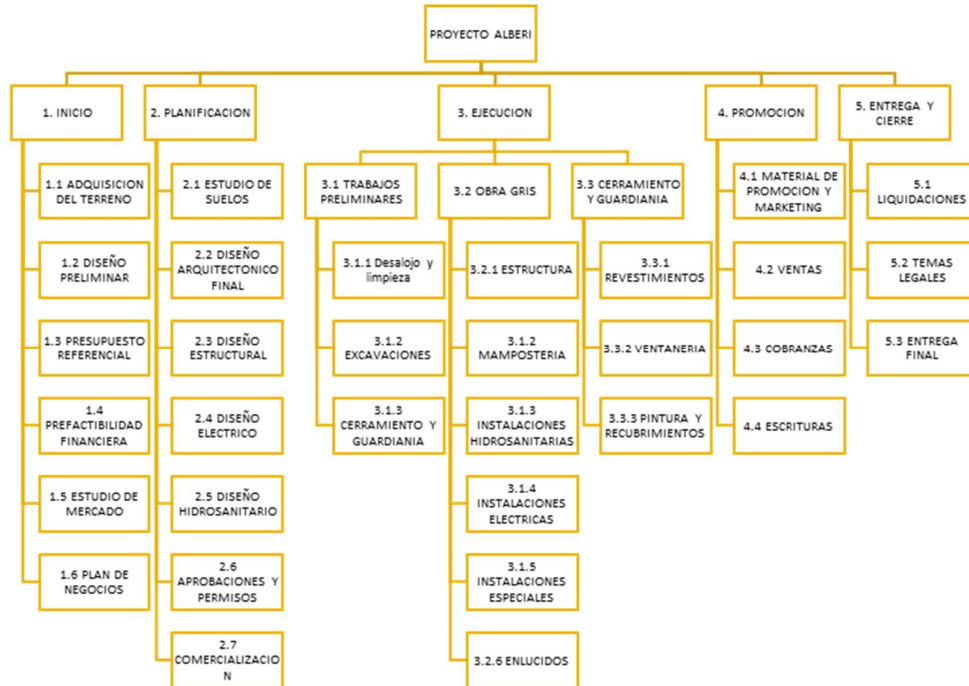 PROYECTO ALBERI
1. INICIO
2. PLANIFICACION
3. EJECUCION
4. PROMOCION
5. ENTREGA Y
CIERRE
1.1 ADQUISICION
DEL TERRENO
1.2 DISEÑO
PRELIMINAR
1.3 PRESUPUESTO
REFERENCIAL
1.4
PREFACTIBILIDAD
FINANCIERA
1.5 ESTUDIO DE
MERCADO
1.6 PLAN DE
NEGOCIOS
2.1 ESTUDIO DE
SUELOS
2.2 DISEÑO
ARQUITECTONICO
FINAL
2.3 DISEÑO
ESTRUCTURAL
2.4 DISEÑO
ELECTRICO
2.5 DISEÑO
HIDROSANITARIO
2.6
APROBACIONES Y
PERMISOS
2.7
COMERCIALIZACIO
N
3.1 TRABAJOS
PRELIMINARES
3.1.1 Desalojo y
limpieza
3.1.2
EXCAVACIONES
3.1.3
CERRAMIENTO Y
GUARDIANIA
3.2 OBRA GRIS
3.2.1 ESTRUCTURA
3.1.2
MAMPOSTERIA
3.1.3
INSTALACIONES
HIDROSANITARIAS
3.1.4
INSTALACIONES
ELECTRICAS
3.1.5
INSTALACIONES
ESPECIALES
3.2.6 ENLUCIDOS
3.3 CERRAMIENTO
Y GUARDIANIA
3.3.1
REVESTIMIENTOS
3.3.2 VENTANERIA
3.3.3 PINTURA Y
RECUBRIMIENTOS
4.1 MATERIAL DE
PROMOCION Y
MARKETING
4.2 VENTAS
4.3 COBRANZAS
4.4 ESCRITURAS
5.1
LIQUIDACIONES
5.2 TEMAS
LEGALES
5.3 ENTREGA
FINAL